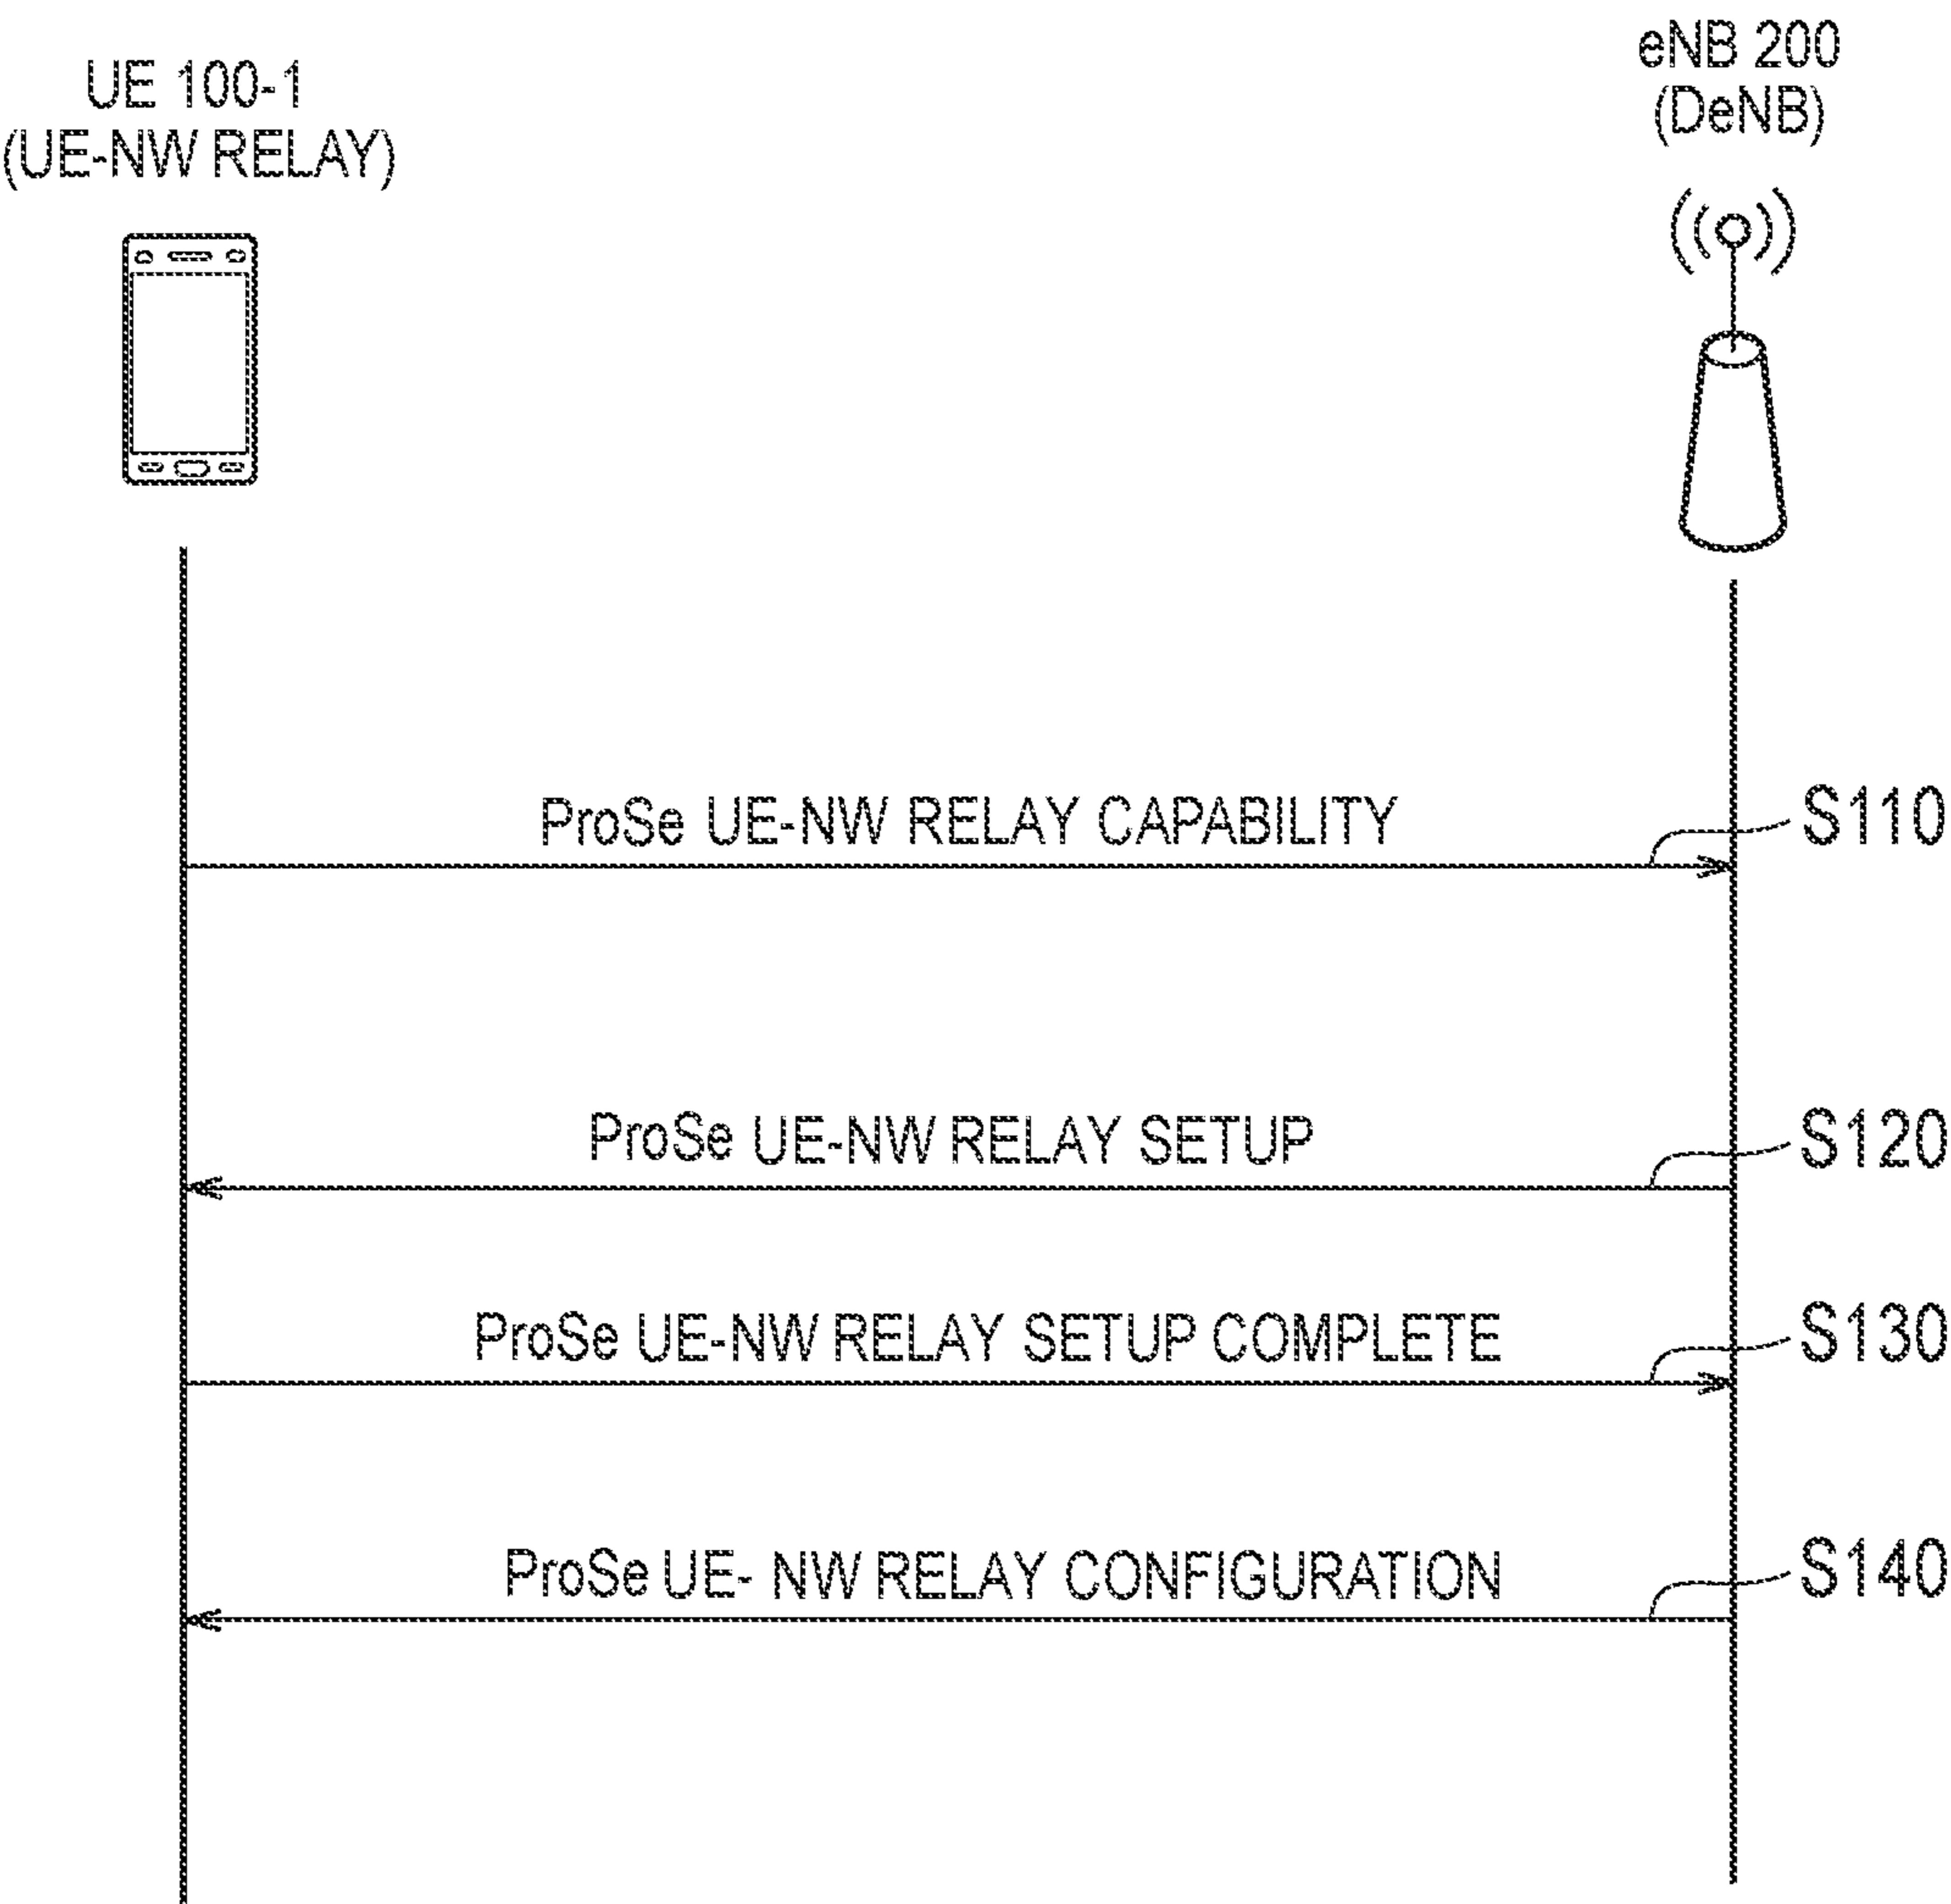 UE 100-1
(UE-NW RELAY)
eNB 200
(DeNB)
ProSe UE-NW RELAY CAPABILITY
S110
ProSe UE-NW RELAY SETUP
S120
ProSe UE-NW RELAY SETUP COMPLETE
S130
ProSe UE- NW RELAY CONFIGURATION
S140